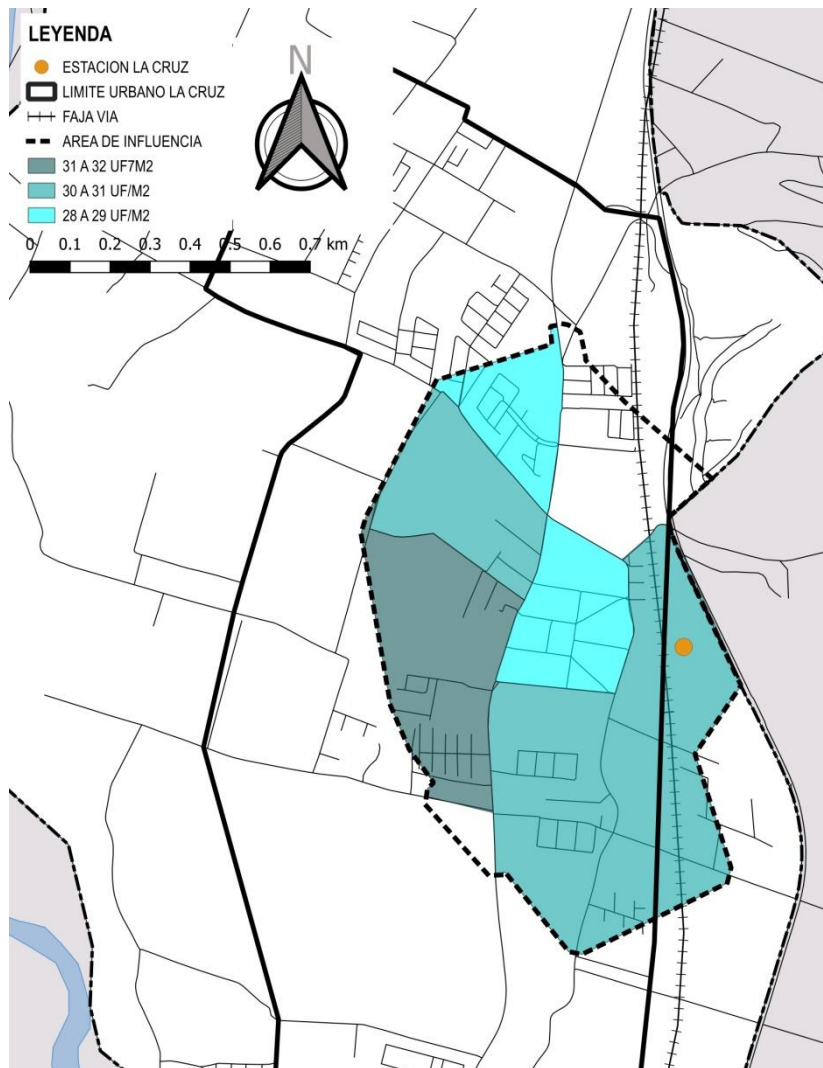 LEYENDA
N
ESTACION LA CRUZ
LIMITE URBANO LA CRUZ
FAJA VIA
AREA DE INFLUENCIA
31 A 32 UF7M2
30 A 31 UF/M2
28 A 29 UF/M2
0 0.1 0.2 0.3 0.4 0.5 0.6 0.7 km